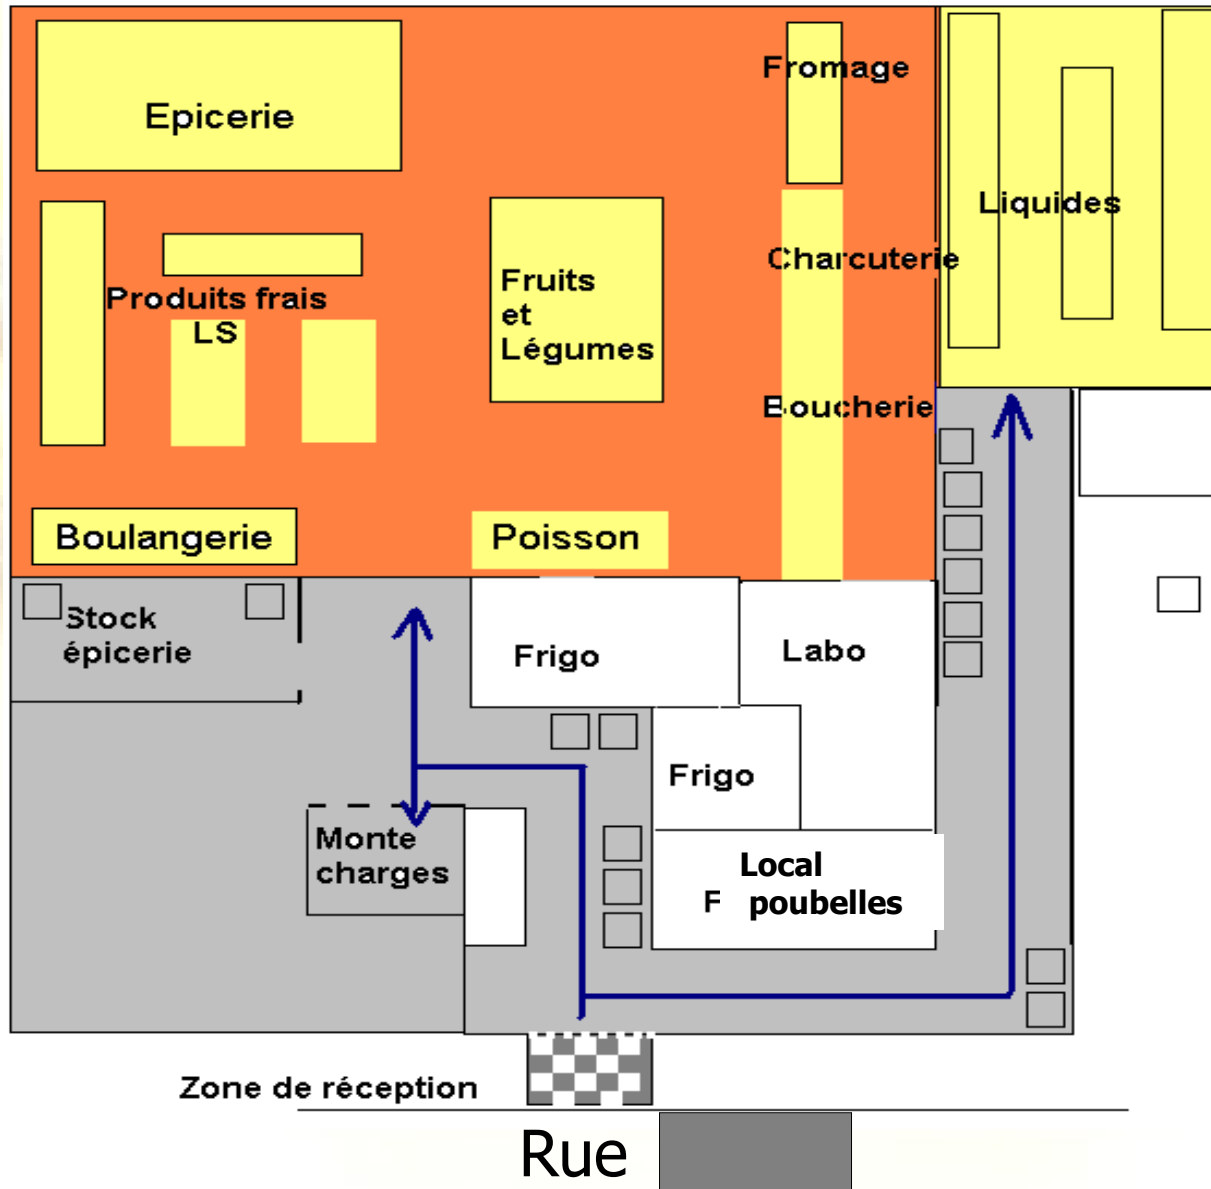 Fromage
Epicerie
Liquides
Charcuterie
Produits frais
LS
Fruits
et
Légumes
Boucherie
Boulangerie
Poisson
Stock
épicerie
Frigo
Labo
Frigo
Monte
charges
Local
F poubelles
Zone de réception
Rue